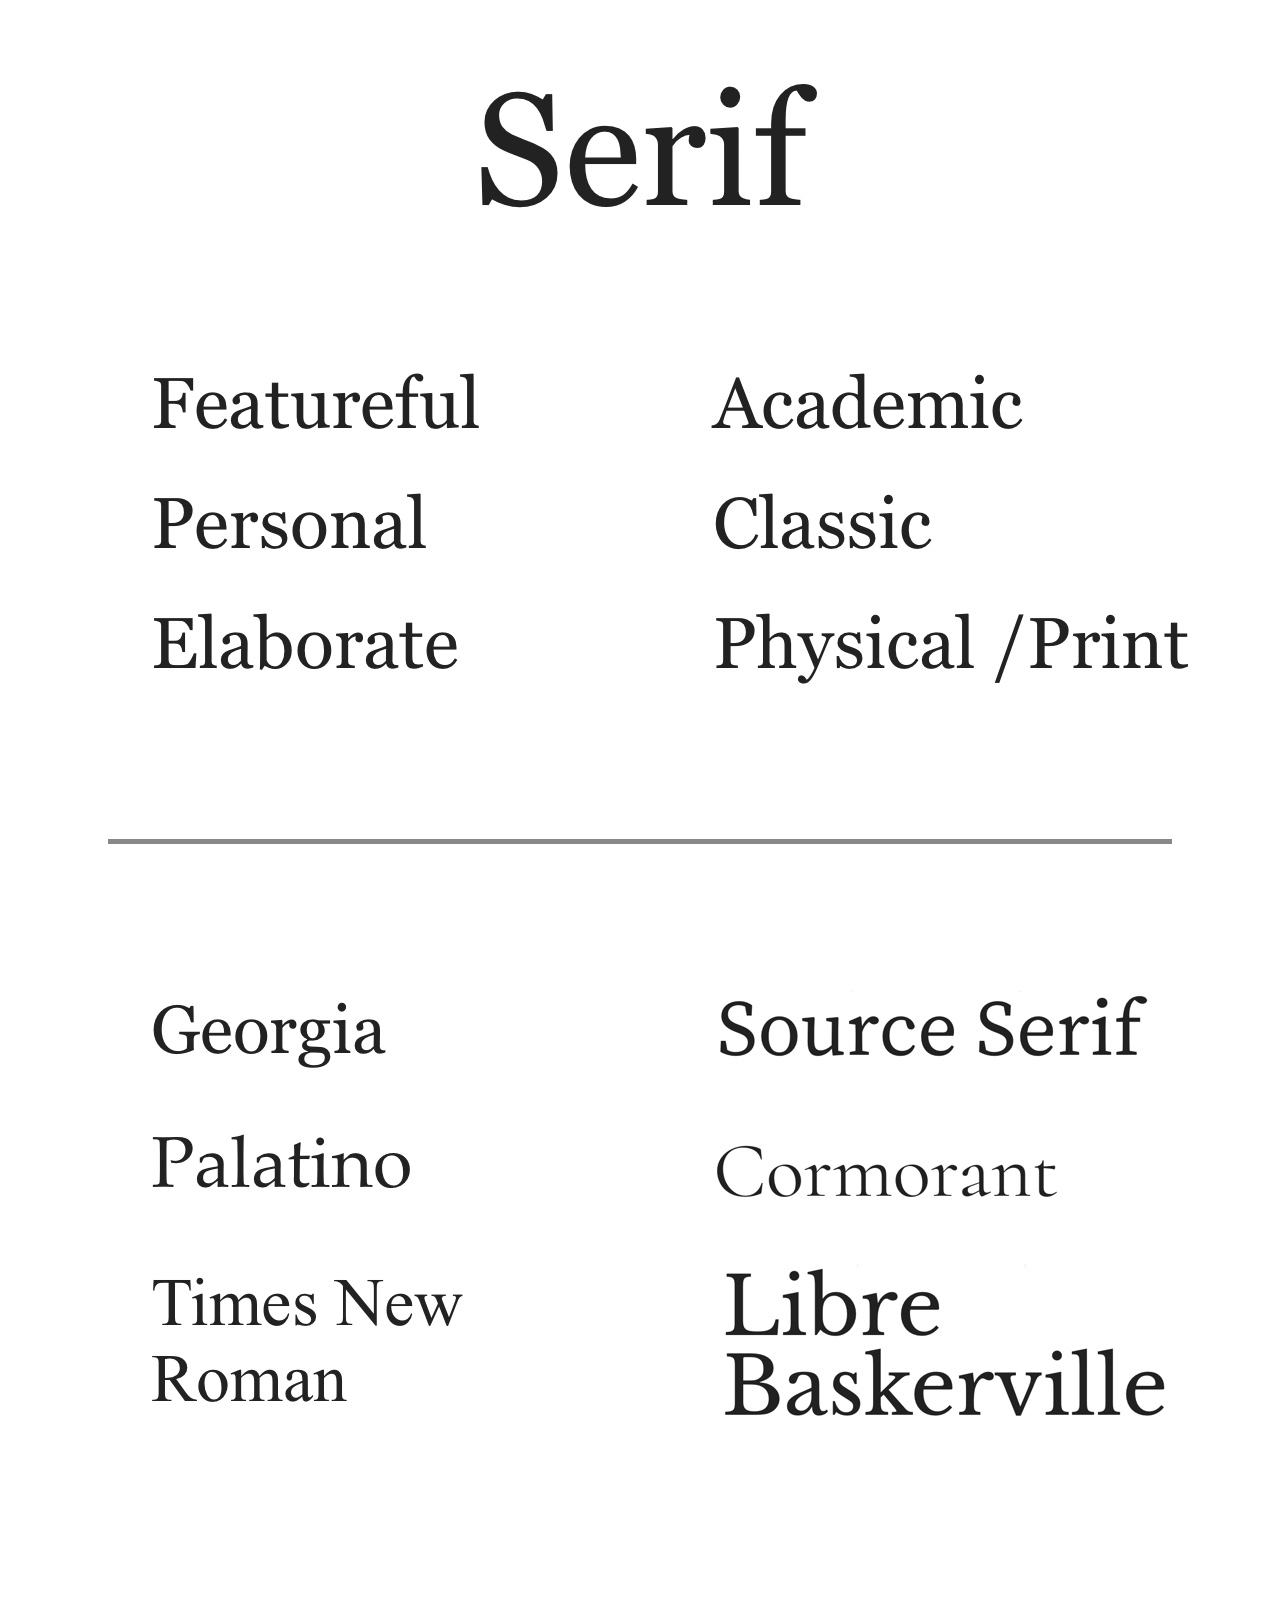 Serif
Featureful
Academic
Personal
Classic
Elaborate
Physical /Print
Georgia
Source Serif
Palatino
Cormorant
Times New
Roman
Libre
Baskerville